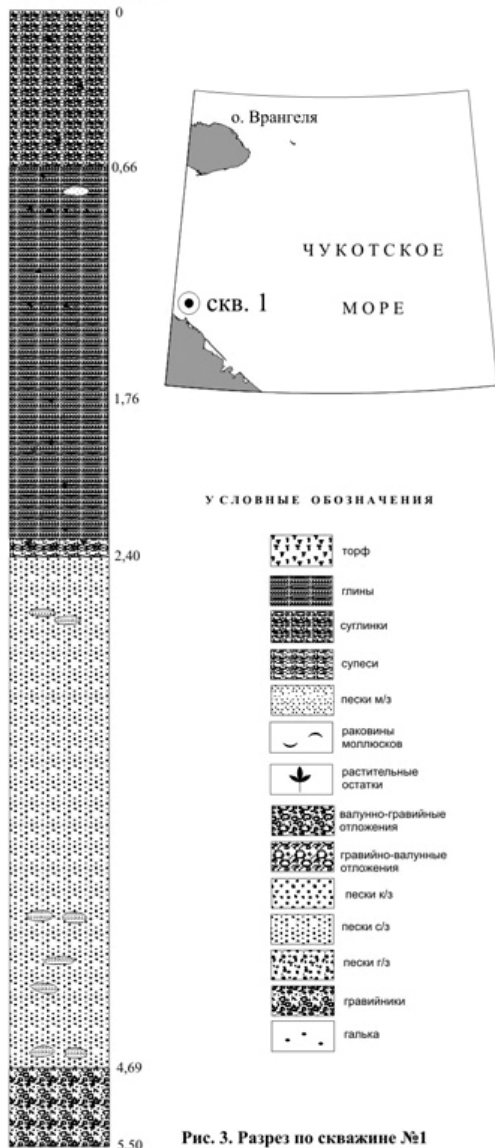 0
0,66
1,76
2,40
4,69
5,50
о. Врангеля
ЧУКОТСКОЕ
МОРЕ
скв. 1
УСЛОВНЫЕ ОБОЗНАЧЕНИЯ
торф
глины
суглинки
супеси
пески м/з
раковины
моллюсков
растительные
остатки
валунно-гравийные
отложения
гравийно-валунные
отложения
пески к/з
пески с/з
пески г/з
гравийники
галька
Рис. 3. Разрез по скважине №1